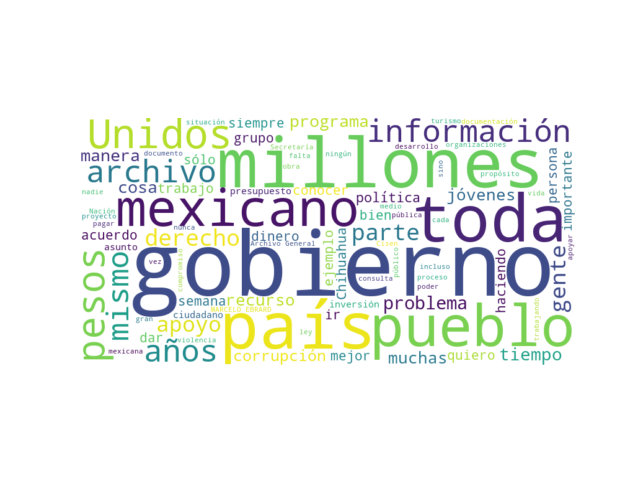 situación siempre programa turismo documentación
Unidos grupo información
Secretaría falta ningún desarrollo organizaciones
manera documento sólo millones sino propósito persona
archivo obra importante
nadie cosa trabajo presupuesto conocer política jóvenes vida
Nación mexicano medio pública cada toda apoyar
proyecto bien
pagar nunca derecho dinero parte
acuerdo Archivo General ejemplo Chihuahua público gente
asunto vez gobierno incluso haciendo
pesos mismo compromiso consulta proceso
semana recurso inversión poder problema
ciudadano MARCELO EBRARD ir trabajando
gran apoyo país pueblo
dar violencia ley
mexicana años corrupción mejor muchas quiero tiempo